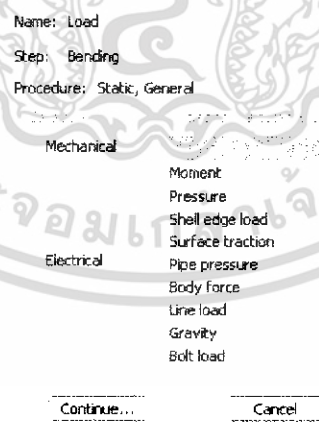 Name: Load
Step: Bending
Procedure: Static, General
Mechanical
Moment
Pressure
Shell edge load
Surface traction
Electrical
Pipe pressure
Body force
Line load
Gravity
Bolt load
Continue...
Cancel